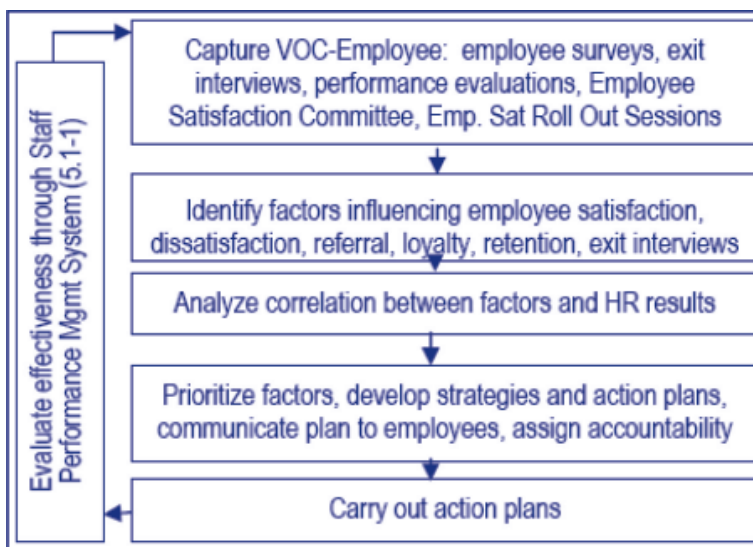 Capture VOC-Employee: employee surveys, exit
interviews, performance evaluations, Employee
Satisfaction Committee, Emp. Sat Roll Out Sessions
Identify factors influencing employee satisfaction,
dissatisfaction, referral, loyalty, retention, exit interviews
Analyze correlation between factors and HR results
Prioritize factors, develop strategies and action plans,
communicate plan to employees, assign accountability
Carry out action plans
Evaluate effectiveness through Staff
Performance Mgmt System (5.1-1)